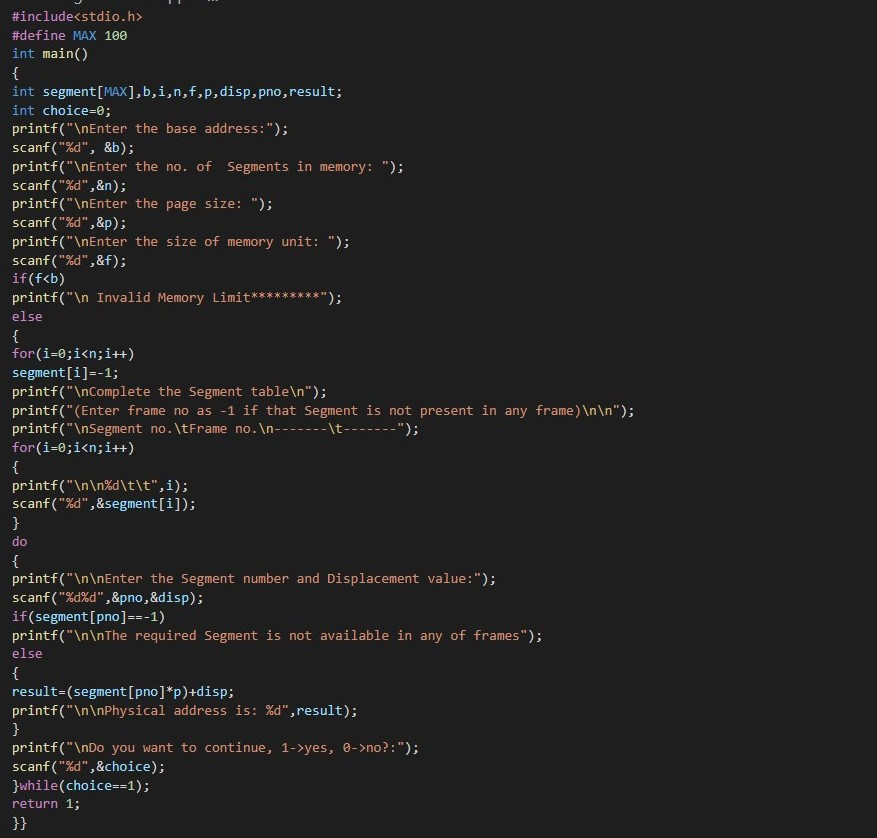 #include<stdio.h>
#define MAX 100
int main()
{
int segment[MAX],b,i,n,f,p,disp,pno,result;
int choice=0;
printf("\nEnter the base address:");
scanf("%d", &b);
printf("\nEnter the no. of  Segments in memory: ");
scanf("%d",&n);
printf("\nEnter the page size: ");
scanf("%d",&p);
printf("\nEnter the size of memory unit: ");
scanf("%d",&f);
if(f<b)
printf("\n Invalid Memory Limit*********");
else
{
for(i=0;i<n;i++)
segment[i]=-1;
printf("\nComplete the Segment table\n");
printf("(Enter frame no as -1 if that Segment is not present in any frame)\n\n");
printf("\nSegment no.\tFrame no.\n-------\t-------");
for(i=0;i<n;i++)
{
printf("\n\n%d\t\t",i);
scanf("%d",&segment[i]);
}
do
{
printf("\n\nEnter the Segment number and Displacement value:");
scanf("%d%d",&pno,&disp);
if(segment[pno]==-1)
printf("\n\nThe required Segment is not available in any of frames");
else
{
result=(segment[pno]*p)+disp;
printf("\n\nPhysical address is: %d",result);
}
printf("\nDo you want to continue, 1->yes, 0->no?:");
scanf("%d",&choice);
}while(choice==1);
return 1;
}}